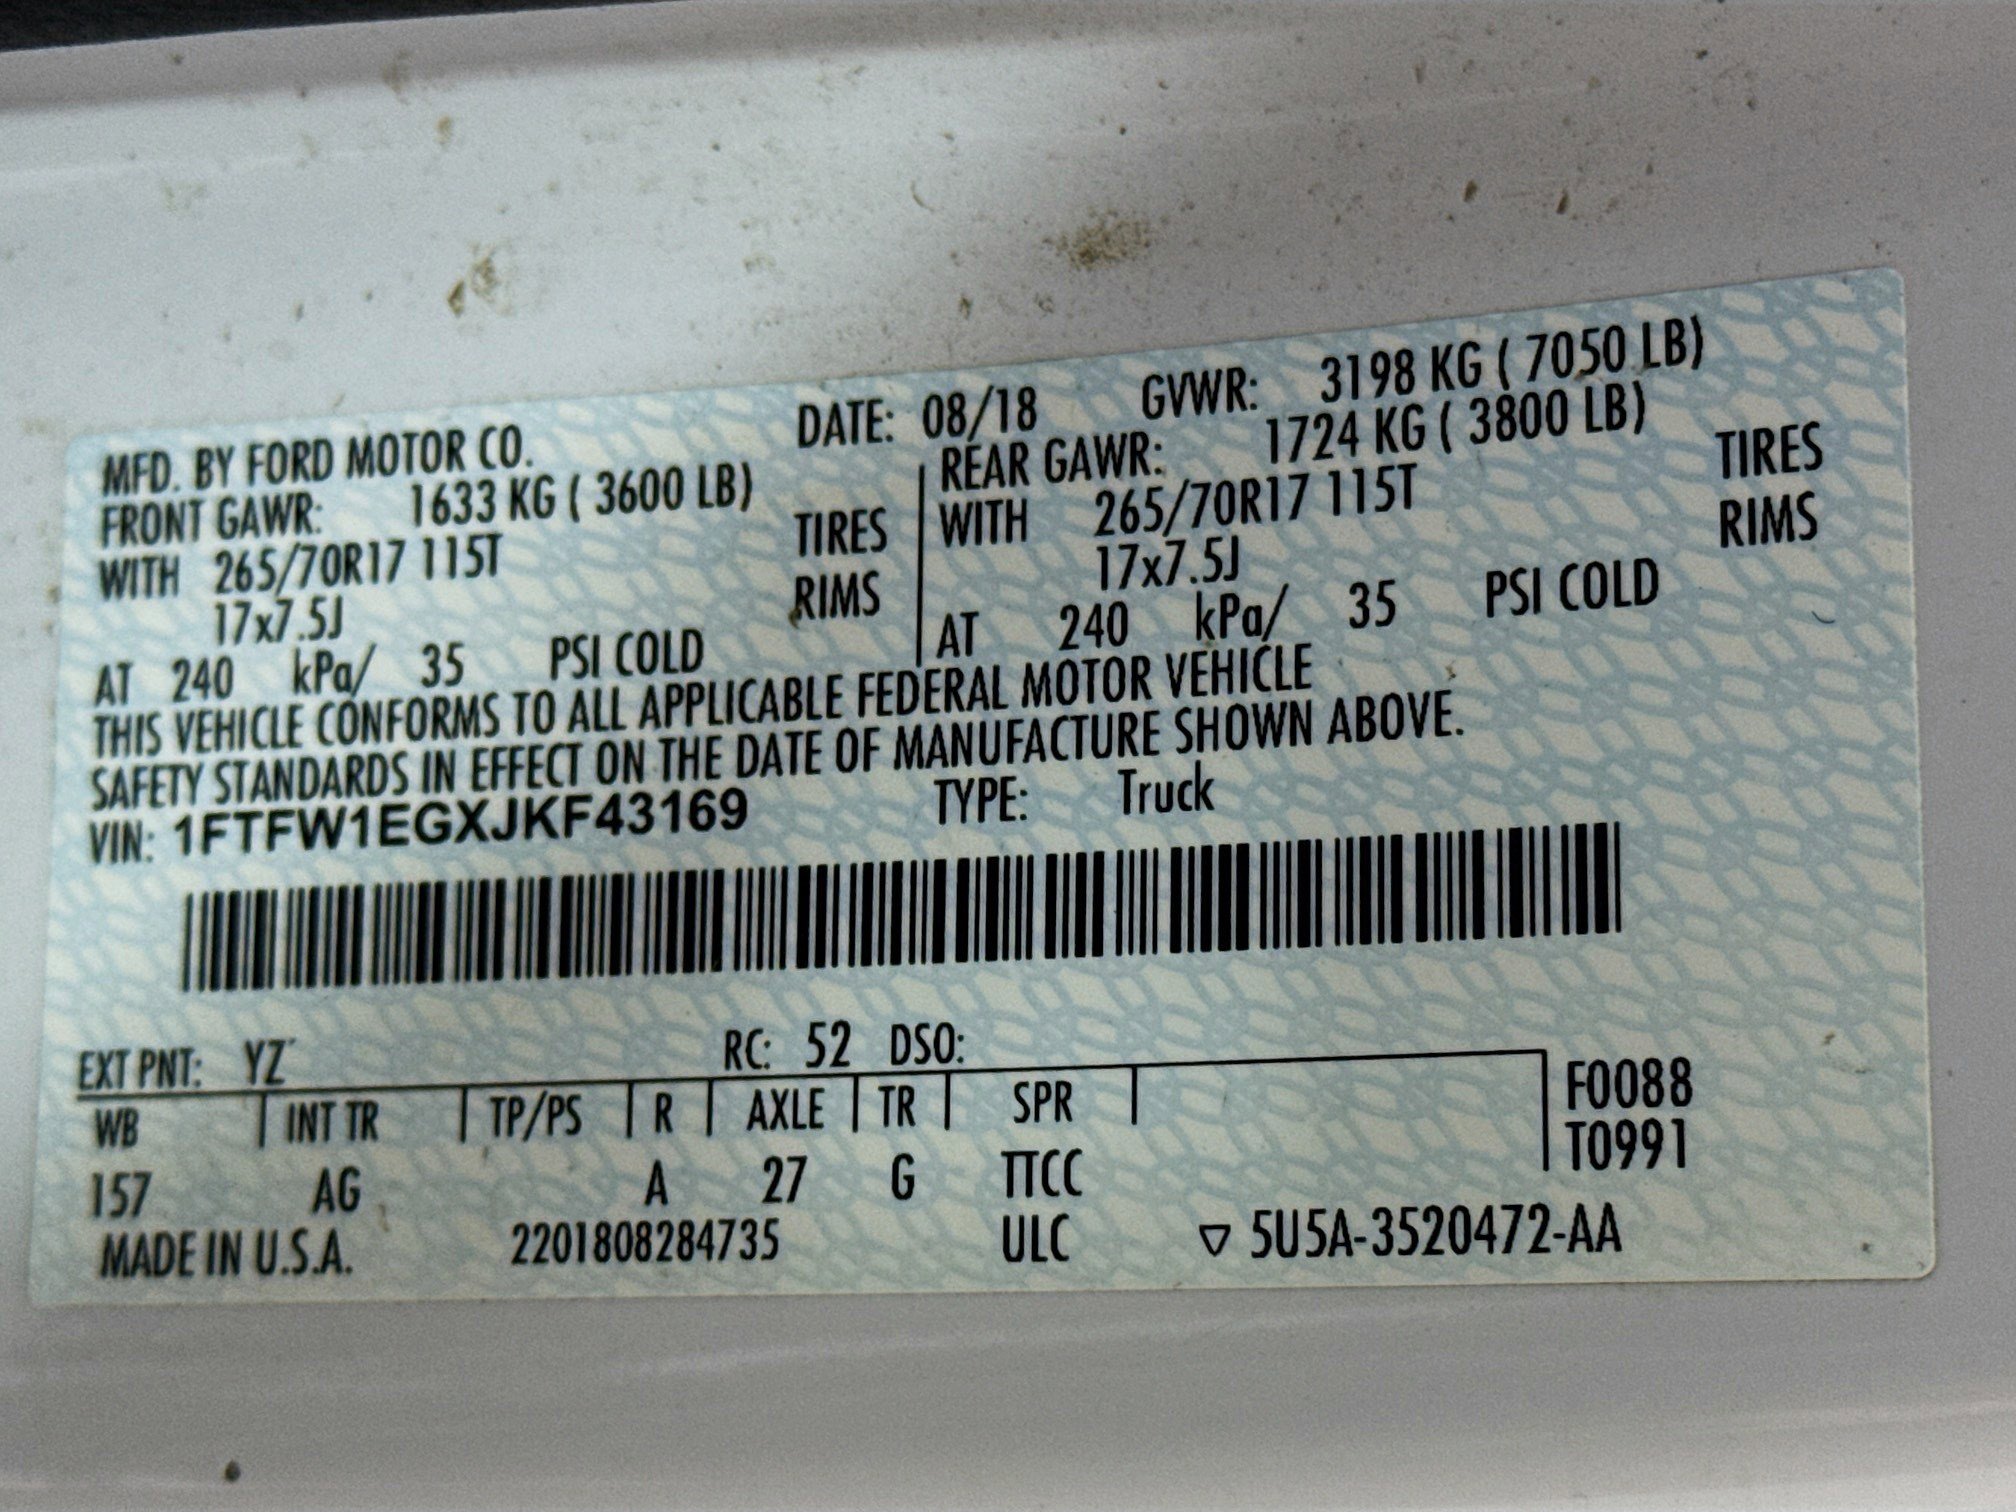 MFD. BY FORD MOTOR CO. DATE: 08/18 GVWR: 3198 KG ( 7050 LB)
FRONT GAWR: 1633 KG ( 3600 LB) REAR GAWR: 1724 KG ( 3800 LB)
WITH 265/70R17 115T TIRES WITH 265/70R17 115T TIRES
17x7.5J RIMS 17x7.5J RIMS
AT 240 kPa/ 35 PSI COLD AT 240 kPa/ 35 PSI COLD
THIS VEHICLE CONFORMS TO ALL APPLICABLE FEDERAL MOTOR VEHICLE
SAFETY STANDARDS IN EFFECT ON THE DATE OF MANUFACTURE SHOWN ABOVE.
VIN: 1FTFW1EGXJKF43169 TYPE: Truck
EXT PNT: YZ RC: 52 DSO:
WB INT TR TP/PS R AXLE TR SPR F0088
T0991
157 AG A 27 G TTCC
MADE IN U.S.A. 2201808284735 ULC ▽ 5U5A-3520472-AA